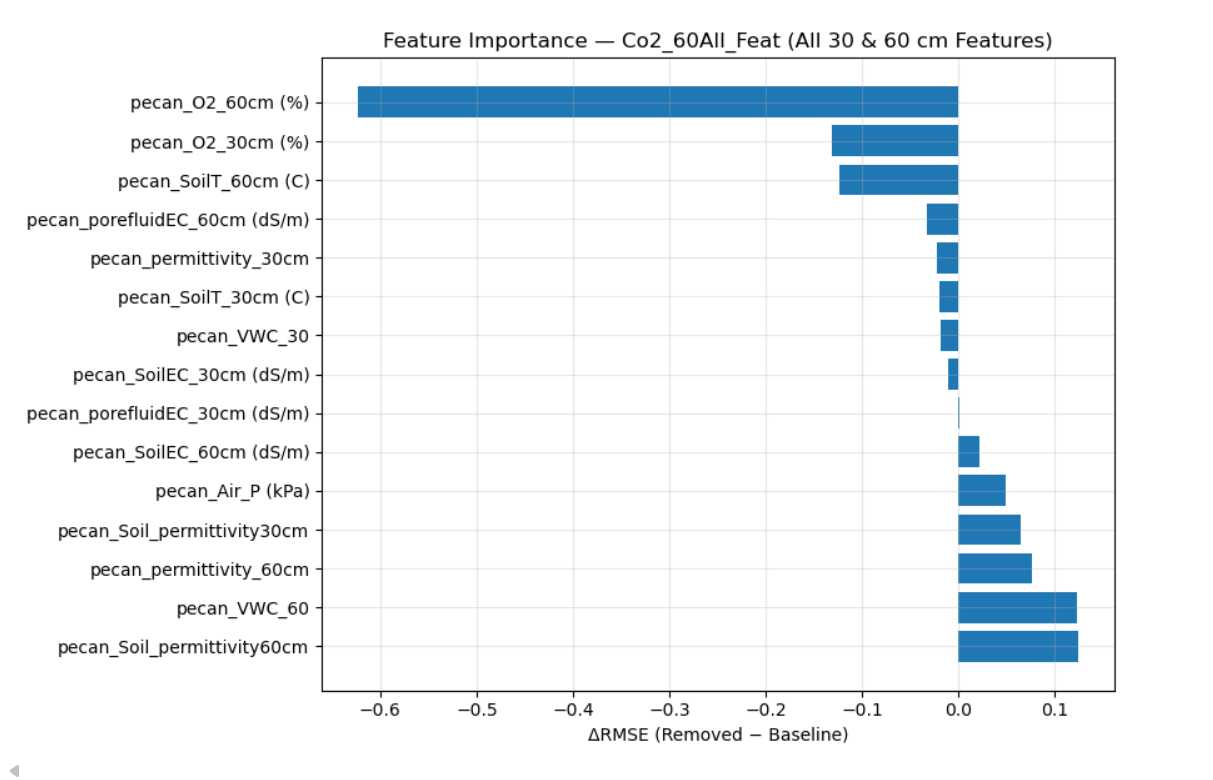 Feature Importance — Co2_60All_Feat (All 30 & 60 cm Features)
pecan_O2_60cm (%)
pecan_O2_30cm (%)
pecan_SoilT_60cm (C)
pecan_porefluidEC_60cm (dS/m)
pecan_permittivity_30cm
pecan_SoilT_30cm (C)
pecan_VWC_30
pecan_SoilEC_30cm (dS/m)
pecan_porefluidEC_30cm (dS/m)
pecan_SoilEC_60cm (dS/m)
pecan_Air_P (kPa)
pecan_Soil_permittivity30cm
pecan_permittivity_60cm
pecan_VWC_60
pecan_Soil_permittivity60cm
−0.6 −0.5 −0.4 −0.3 −0.2 −0.1 0.0 0.1
ΔRMSE (Removed − Baseline)